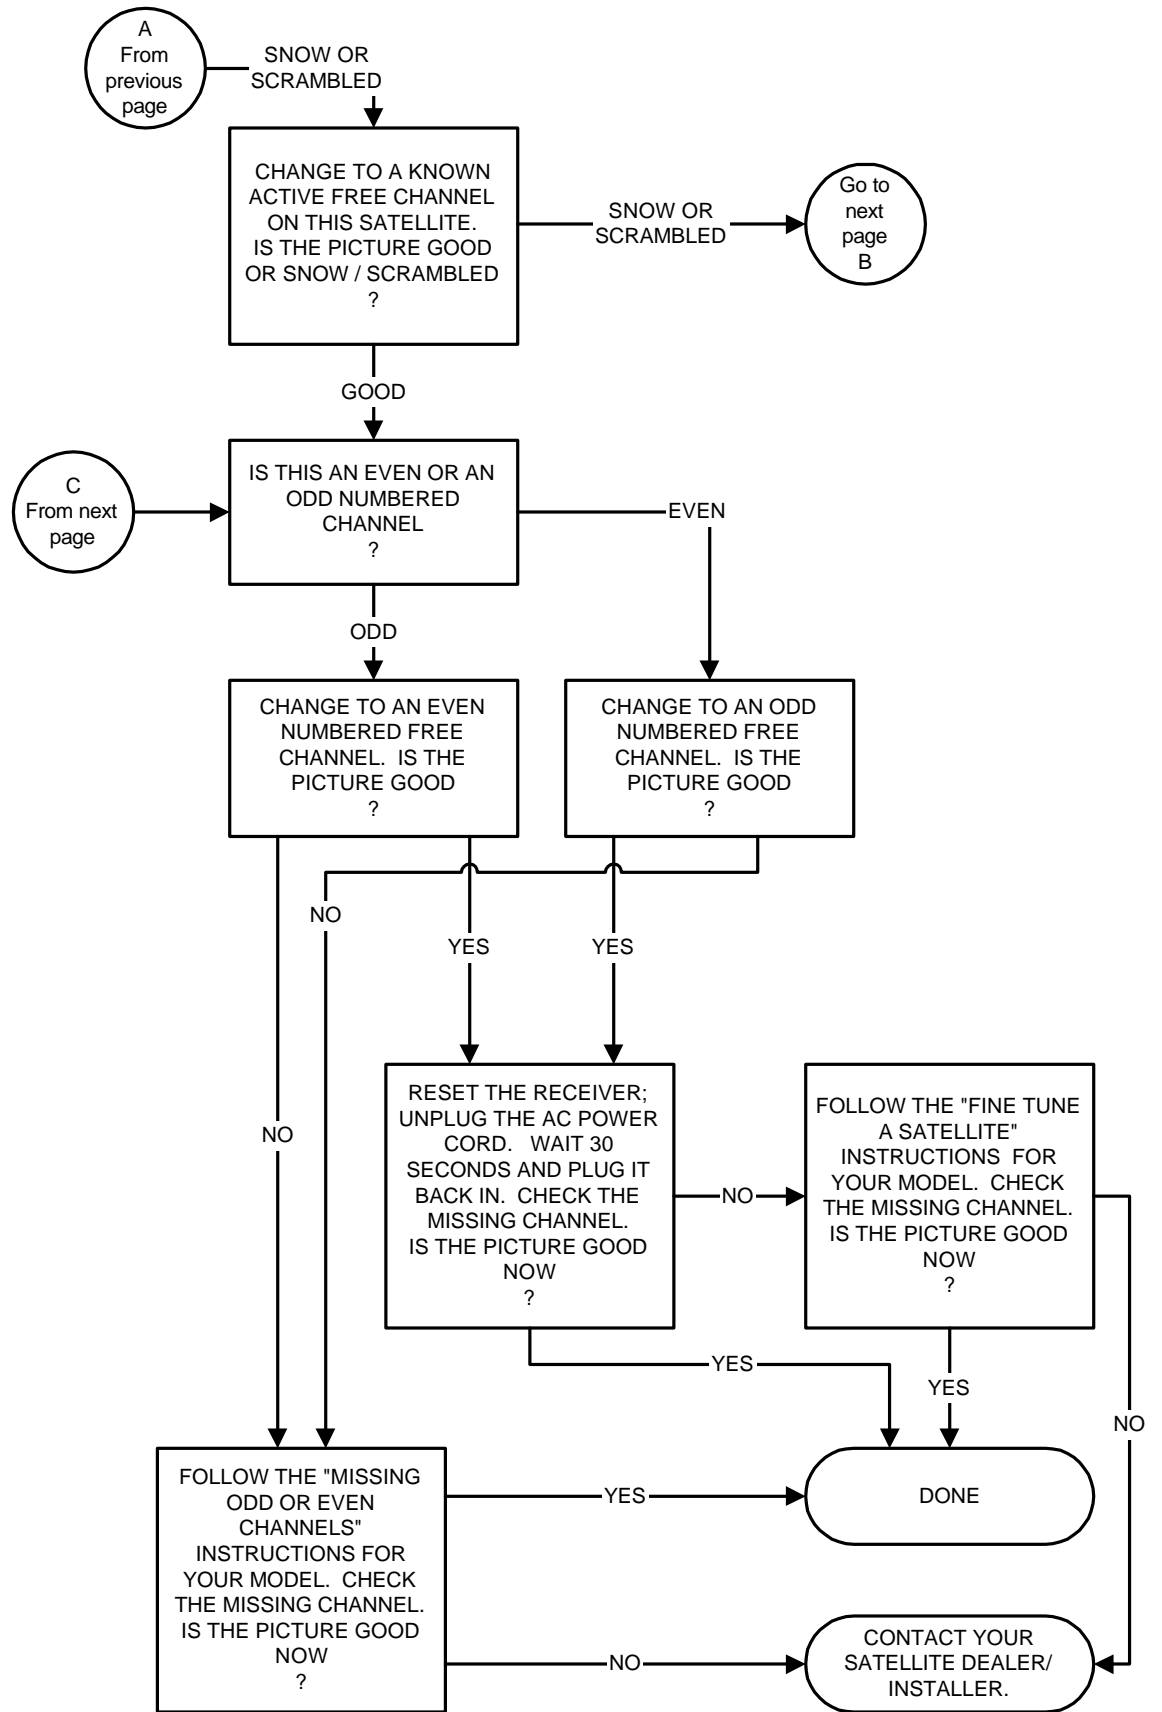 A
From
previous
page
SNOW OR
SCRAMBLED
CHANGE TO A KNOWN
ACTIVE FREE CHANNEL
ON THIS SATELLITE.
IS THE PICTURE GOOD
OR SNOW / SCRAMBLED
?
SNOW OR
SCRAMBLED
Go to
next
page
B
GOOD
C
From next
page
IS THIS AN EVEN OR AN
ODD NUMBERED
CHANNEL
?
EVEN
ODD
CHANGE TO AN EVEN
NUMBERED FREE
CHANNEL. IS THE
PICTURE GOOD
?
CHANGE TO AN ODD
NUMBERED FREE
CHANNEL. IS THE
PICTURE GOOD
?
NO
YES
YES
NO
RESET THE RECEIVER;
UNPLUG THE AC POWER
CORD. WAIT 30
SECONDS AND PLUG IT
BACK IN. CHECK THE
MISSING CHANNEL.
IS THE PICTURE GOOD
NOW
?
NO
FOLLOW THE "FINE TUNE
A SATELLITE"
INSTRUCTIONS FOR
YOUR MODEL. CHECK
THE MISSING CHANNEL.
IS THE PICTURE GOOD
NOW
?
YES
YES
NO
FOLLOW THE "MISSING
ODD OR EVEN
CHANNELS"
INSTRUCTIONS FOR
YOUR MODEL. CHECK
THE MISSING CHANNEL.
IS THE PICTURE GOOD
NOW
?
YES
DONE
NO
CONTACT YOUR
SATELLITE DEALER/
INSTALLER.